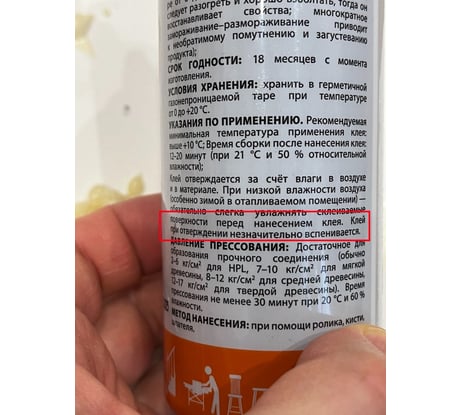 ре от
следует разогреть и хорошо взболтать, тогда он
восстанавливает свойства; многократное
замораживание–размораживание приводит
к необратимому помутнению и загустеванию
продукта);
СРОК ГОДНОСТИ: 18 месяцев с момента
изготовления.
УСЛОВИЯ ХРАНЕНИЯ: хранить в герметичной
газонепроницаемой таре при температуре
от 0 до +20 °C.
УКАЗАНИЯ ПО ПРИМЕНЕНИЮ. Рекомендуемая
минимальная температура применения клея:
выше +10 °C; Время сборки после нанесения клея:
12–20 минут (при 21 °C и 50 % относительной
влажности);
Клей отверждается за счёт влаги в воздухе
и в материале. При низкой влажности воздуха
(особенно зимой в отапливаемом помещении) —
обязательно слегка увлажнять склеиваемые
поверхности перед нанесением клея. Клей
при отверждении незначительно вспенивается.
ДАВЛЕНИЕ ПРЕССОВАНИЯ: Достаточное для
образования прочного соединения (обычно
3–6 кг/см² для HPL, 7–10 кг/см² для мягкой
древесины, 8–12 кг/см² для средней древесины,
12–17 кг/см² для твердой древесины). Время
прессования не менее 30 минут при 20 °C и 60 %
влажности.
МЕТОД НАНЕСЕНИЯ: при помощи ролика, кисти,
шпателя.